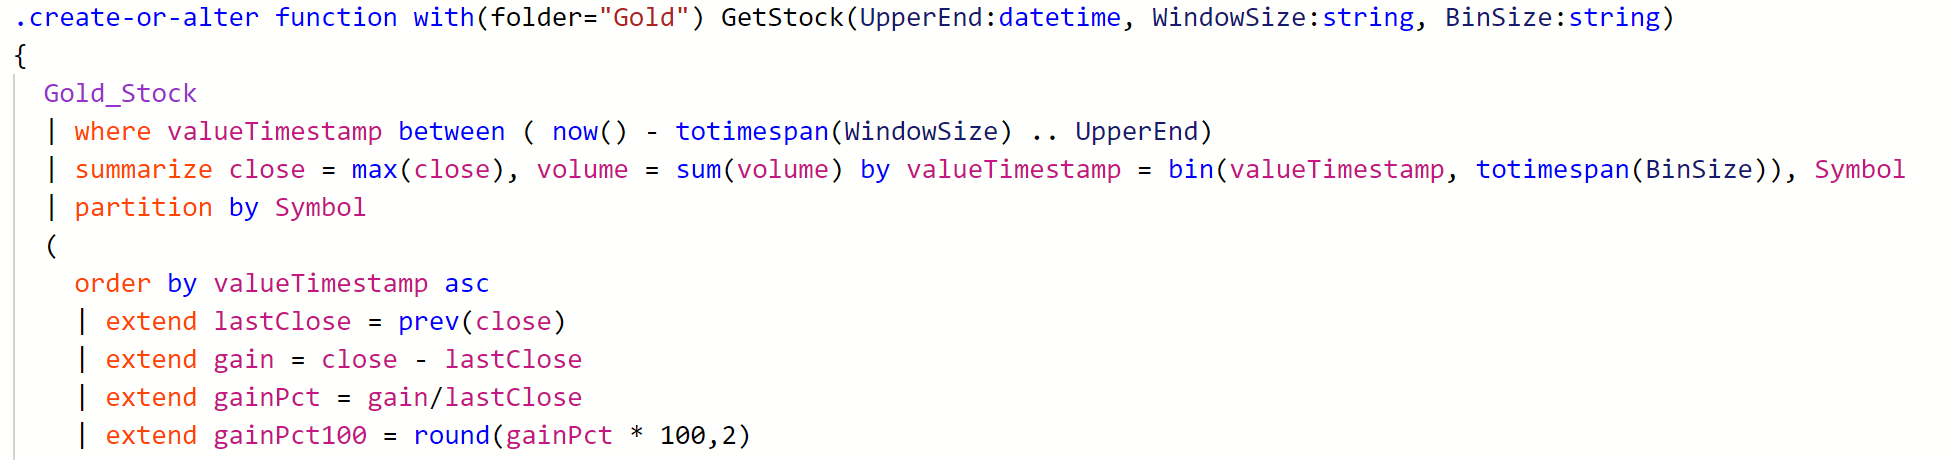 .create-or-alter function with(folder="Gold") GetStock(UpperEnd:datetime, WindowSize:string, BinSize:string)
{
Gold_Stock
| where valueTimestamp between ( now() - totimespan(WindowSize) .. UpperEnd)
| summarize close = max(close), volume = sum(volume) by valueTimestamp = bin(valueTimestamp, totimespan(BinSize)), Symbol
| partition by Symbol
(
order by valueTimestamp asc
| extend lastClose = prev(close)
| extend gain = close - lastClose
| extend gainPct = gain/lastClose
| extend gainPct100 = round(gainPct * 100,2)